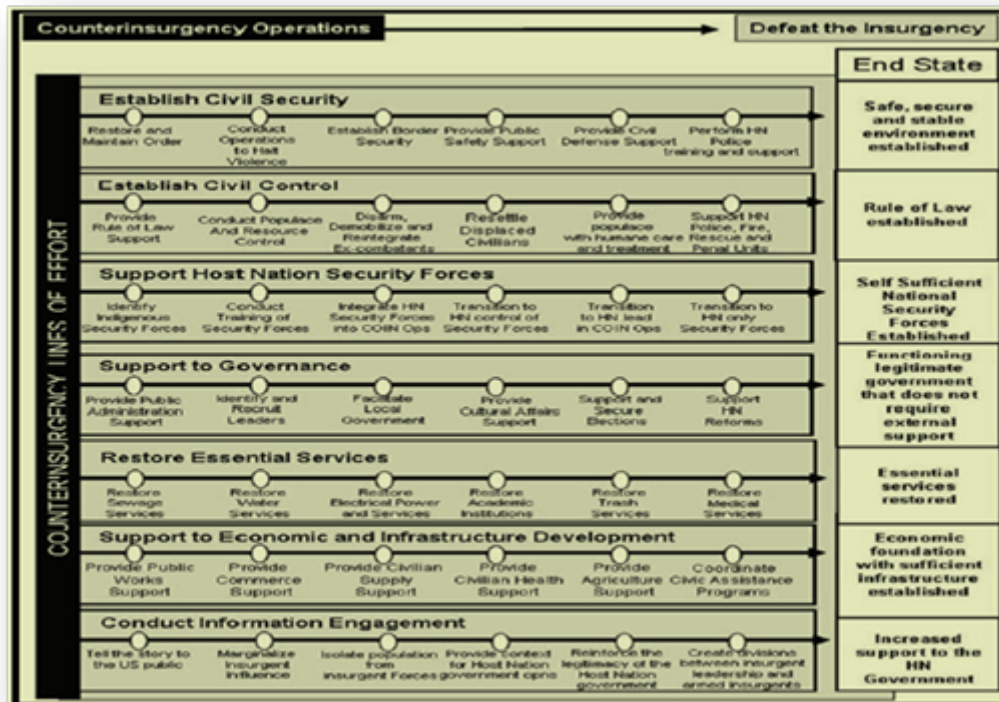 Counterinsurgency Operations
Defeat the Insurgency
End State
COUNTERINSURGENCY LINES OF EFFORT
Establish Civil Security
Restore and
Maintain Order
Conduct
Operations
to Halt
Violence
Establish Border
Security
Provide Public
Safety Support
Provide Civil
Defense Support
Perform HN
Police
training and support
Safe, secure
and stable
environment
established
Establish Civil Control
Provide
Rule of Law
Support
Conduct Populace
And Resource
Control
Disarm,
Demobilize and
Reintegrate
Ex-combatants
Resettle
Displaced
Civilians
Provide
populace
with humane care
and treatment
Support HN
Police, Fire,
Rescue and
Penal Units
Rule of Law
established
Support Host Nation Security Forces
Identify
Indigenous
Security Forces
Conduct
Training of
Security Forces
Integrate HN
Security Forces
into COIN Ops
Transition to
HN control of
Security Forces
Transition
to HN lead
in COIN Ops
Transition to
HN only
Security Forces
Self Sufficient
National
Security
Forces
Established
Support to Governance
Provide Public
Administration
Support
Identify and
Recruit
Leaders
Facilitate
Local
Government
Provide
Cultural Affairs
Support
Support and
Secure
Elections
Support
HN
Reforms
Functioning
legitimate
government
that does not
require
external
support
Restore Essential Services
Restore
Sewage
Services
Restore
Water
Services
Restore
Electrical Power
and Services
Restore
Academic
Institutions
Restore
Trash
Services
Restore
Medical
Services
Essential
services
restored
Support to Economic and Infrastructure Development
Provide Public
Works
Support
Provide
Commerce
Support
Provide Civilian
Supply
Support
Provide
Civilian Health
Support
Provide
Agriculture
Support
Coordinate
Civic Assistance
Programs
Economic
foundation
with sufficient
infrastructure
established
Conduct Information Engagement
Tell the story to
the US public
Marginalize
Insurgent
Influence
Isolate population
from
insurgent Forces
Provide context
for Host Nation
government opns
Reinforce the
legitimacy of the
Host Nation
government
Create divisions
between insurgent
leadership and
armed insurgents
Increased
support to the
HN
Government